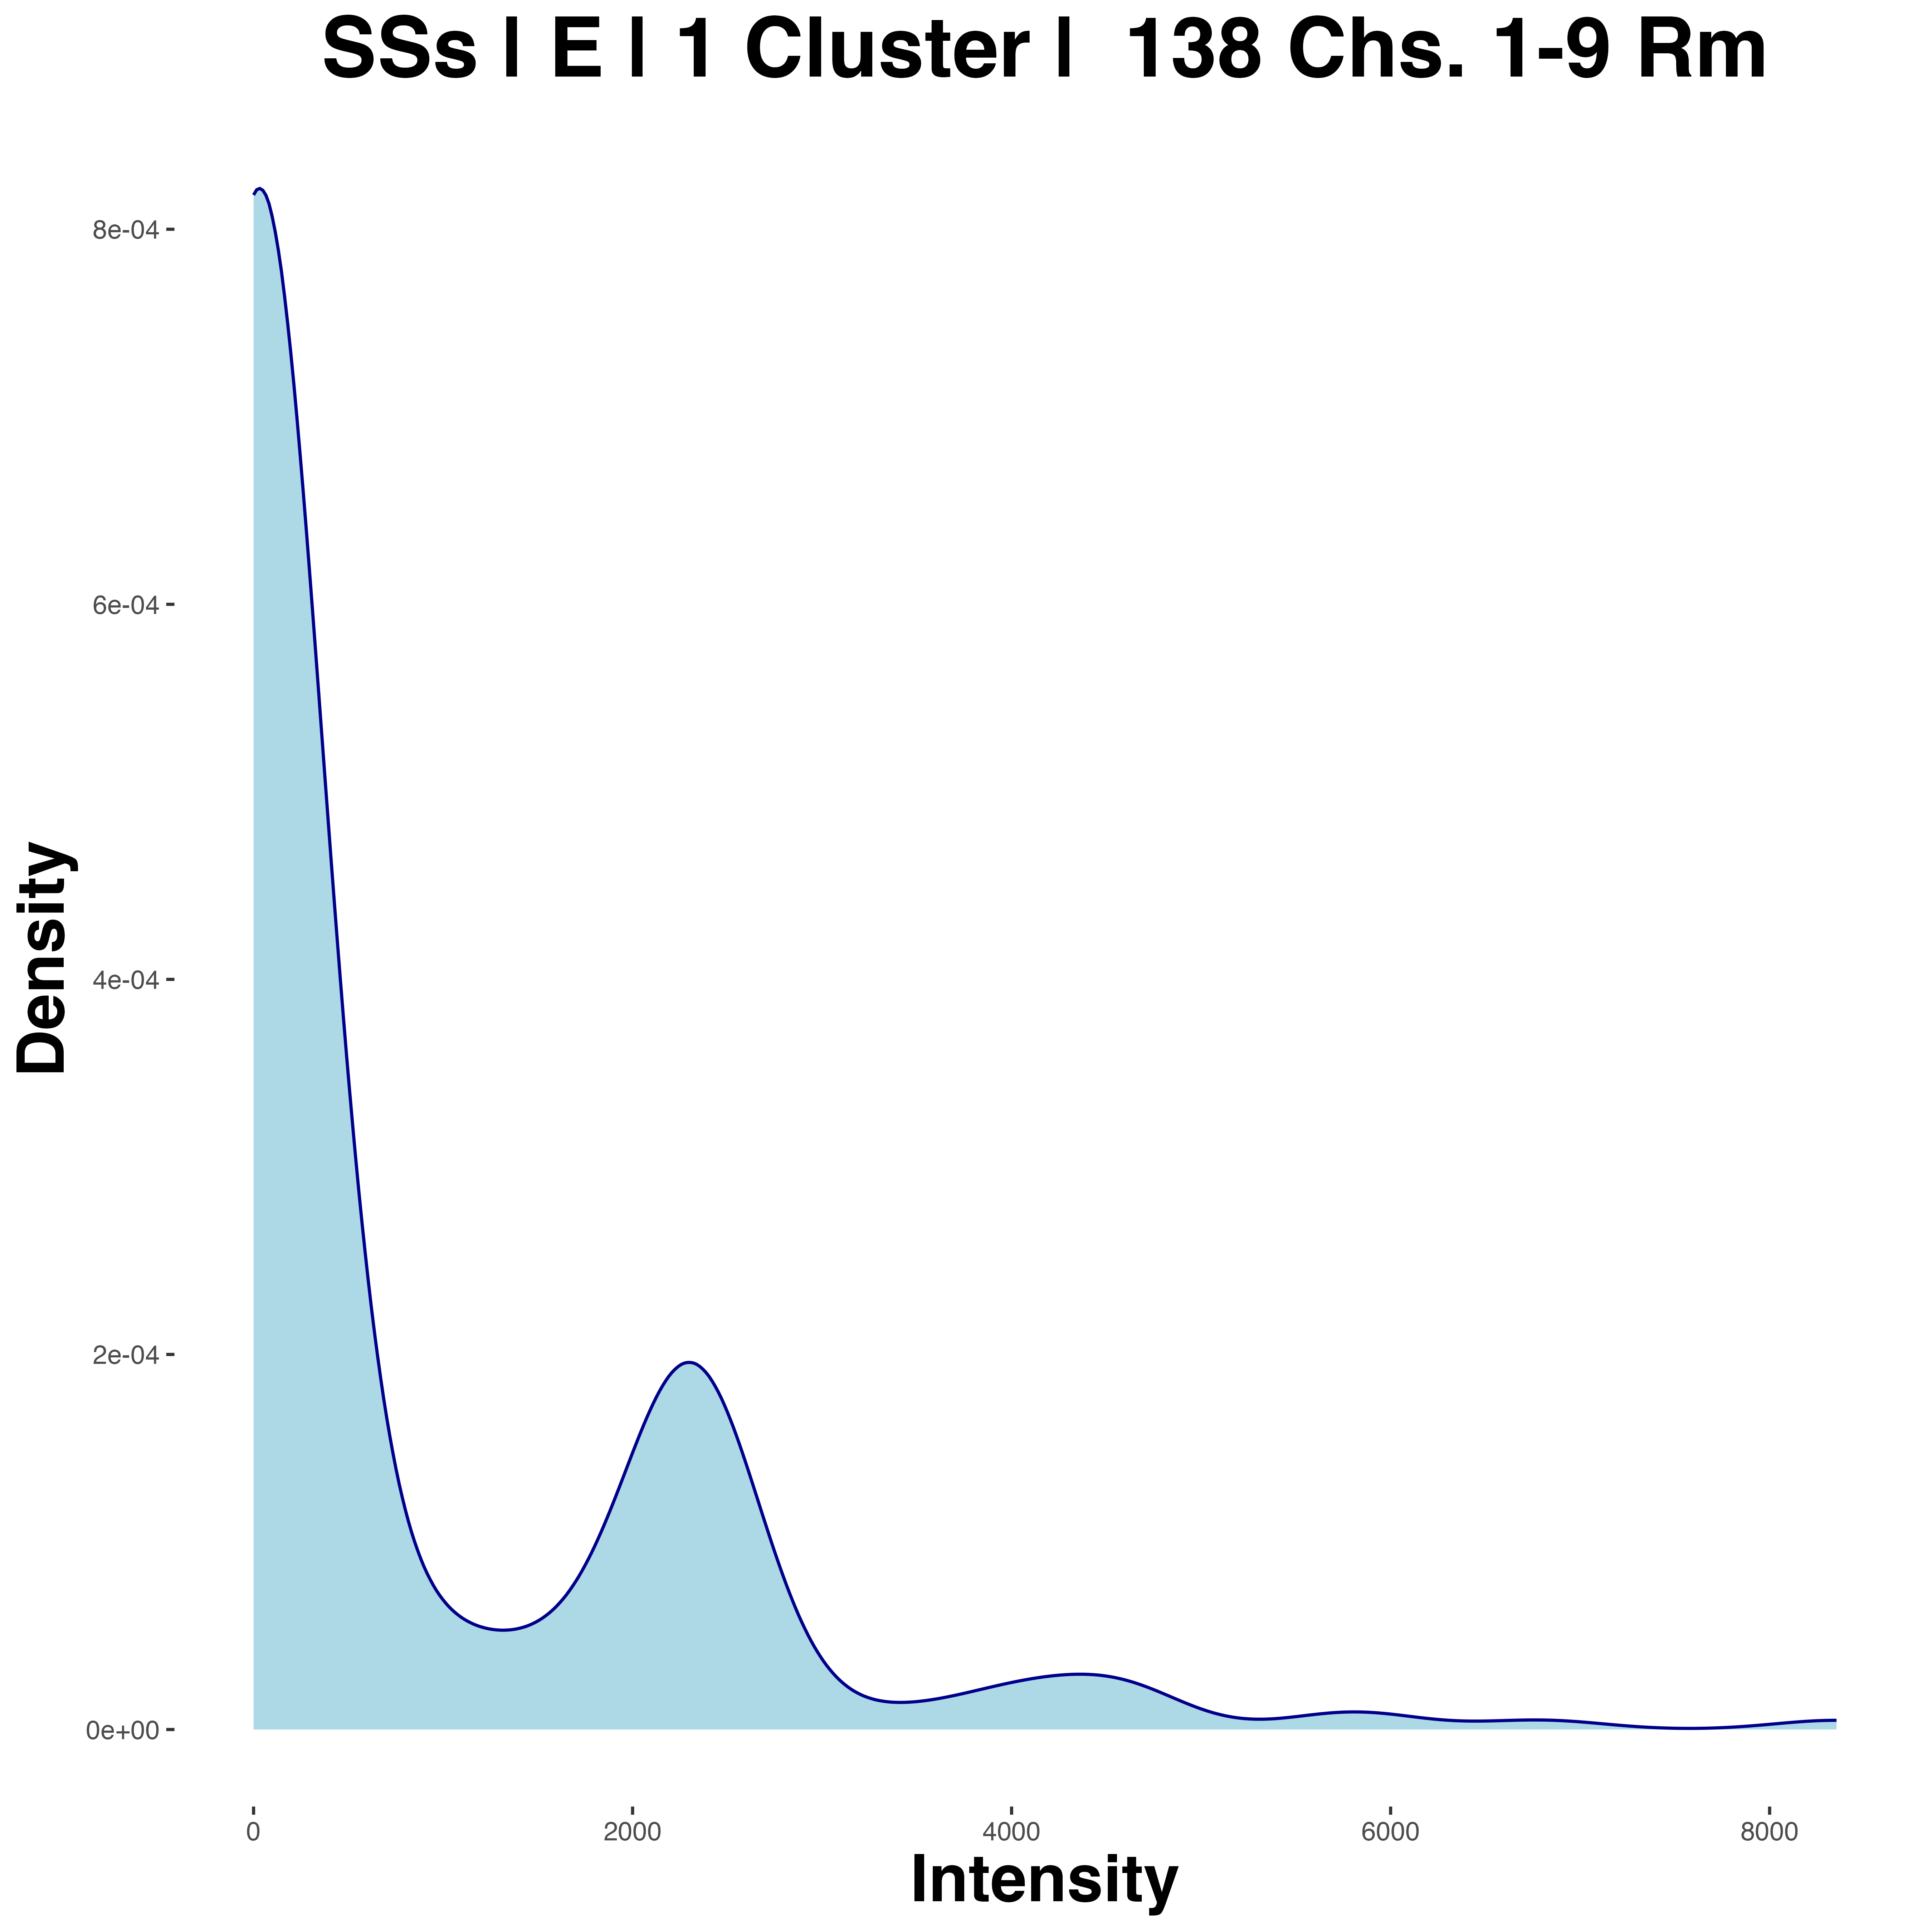 SSs | E | 1 Cluster |  138 Chs. 1-9 Rm
8e-04
6e-04
4e-04
2e-04
0e+00
Density
0 2000 4000 6000 8000
Intensity